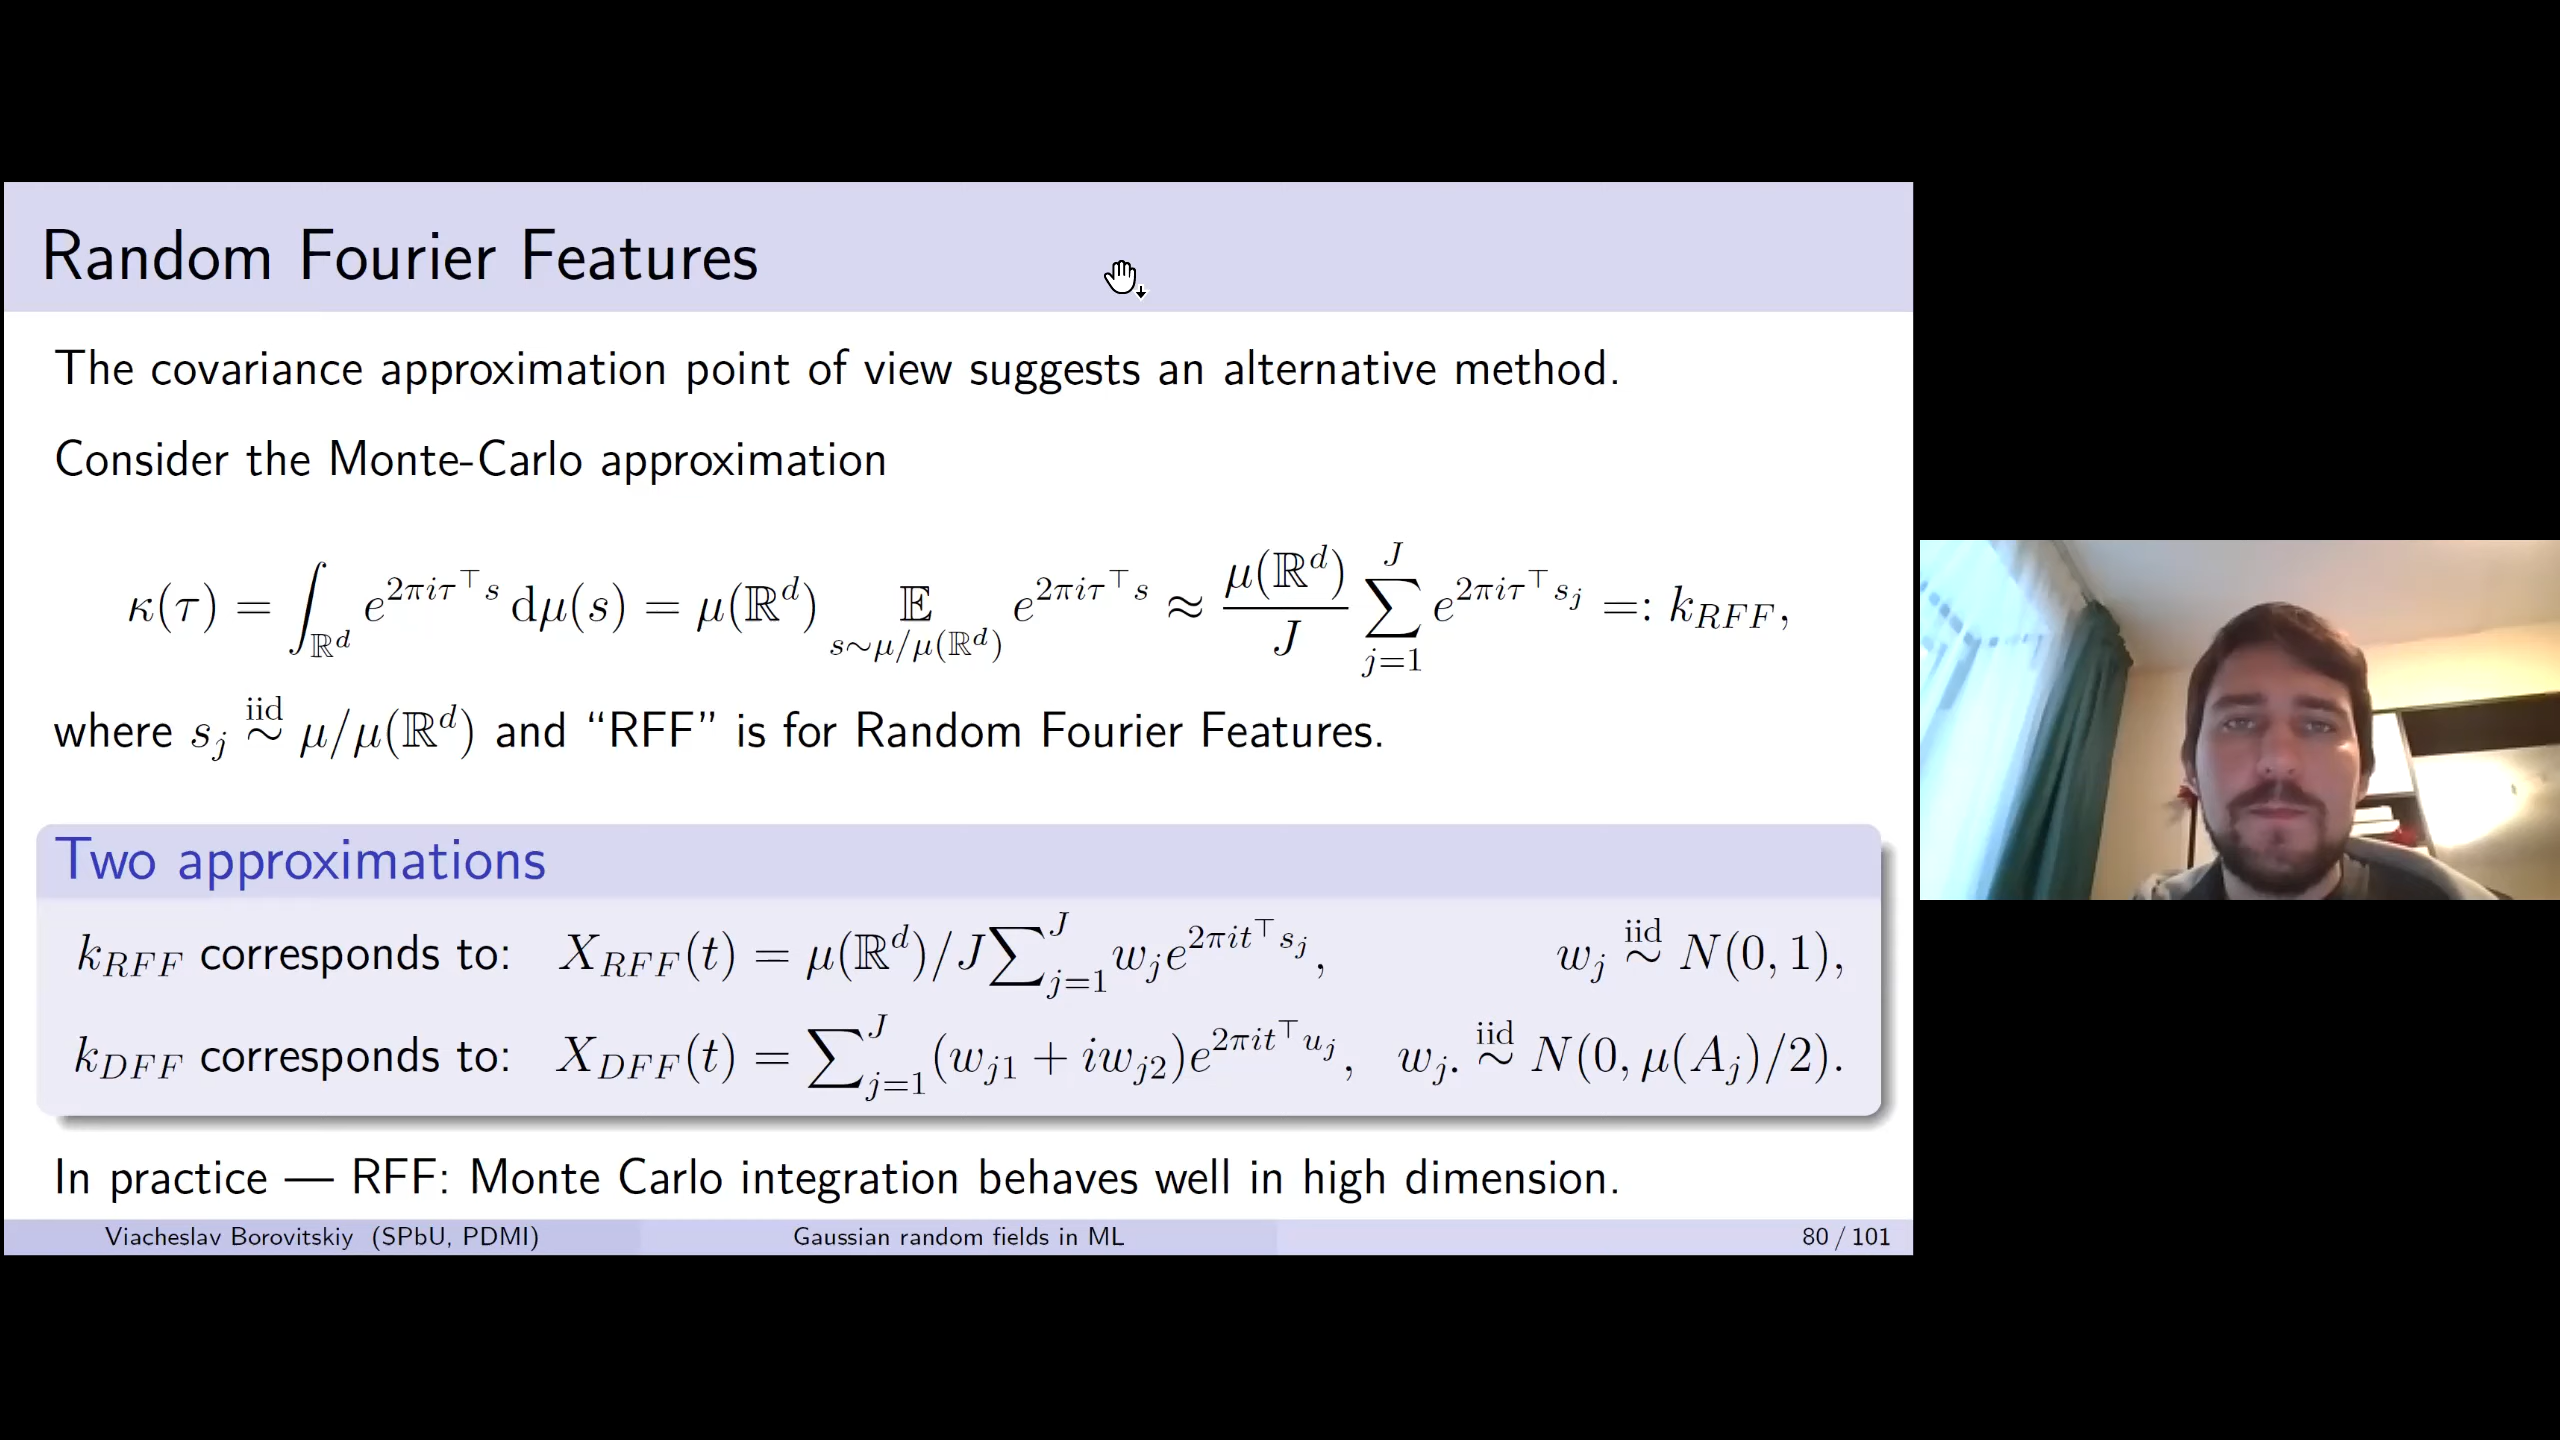 Random Fourier Features
The covariance approximation point of view suggests an alternative method.
Consider the Monte-Carlo approximation
κ(τ) = ∫_{ℝ^d} e^{2πiτ^⊤s} dμ(s) = μ(ℝ^d) 𝔼_{s∼μ/μ(ℝ^d)} e^{2πiτ^⊤s} ≈ \frac{μ(ℝ^d)}{J} ∑_{j=1}^{J} e^{2πiτ^⊤s_j} =: k_{RFF},
where s_j \overset{iid}{∼} μ/μ(ℝ^d) and “RFF” is for Random Fourier Features.
Two approximations
k_{RFF} corresponds to: X_{RFF}(t) = μ(ℝ^d)/J ∑_{j=1}^{J} w_j e^{2πit^⊤s_j}, w_j \overset{iid}{∼} N(0, 1),
k_{DFF} corresponds to: X_{DFF}(t) = ∑_{j=1}^{J} (w_{j1} + iw_{j2})e^{2πit^⊤u_j}, w_{j·} \overset{iid}{∼} N(0, μ(A_j)/2).
In practice — RFF: Monte Carlo integration behaves well in high dimension.
Viacheslav Borovitskiy (SPbU, PDMI) Gaussian random fields in ML 80 / 101